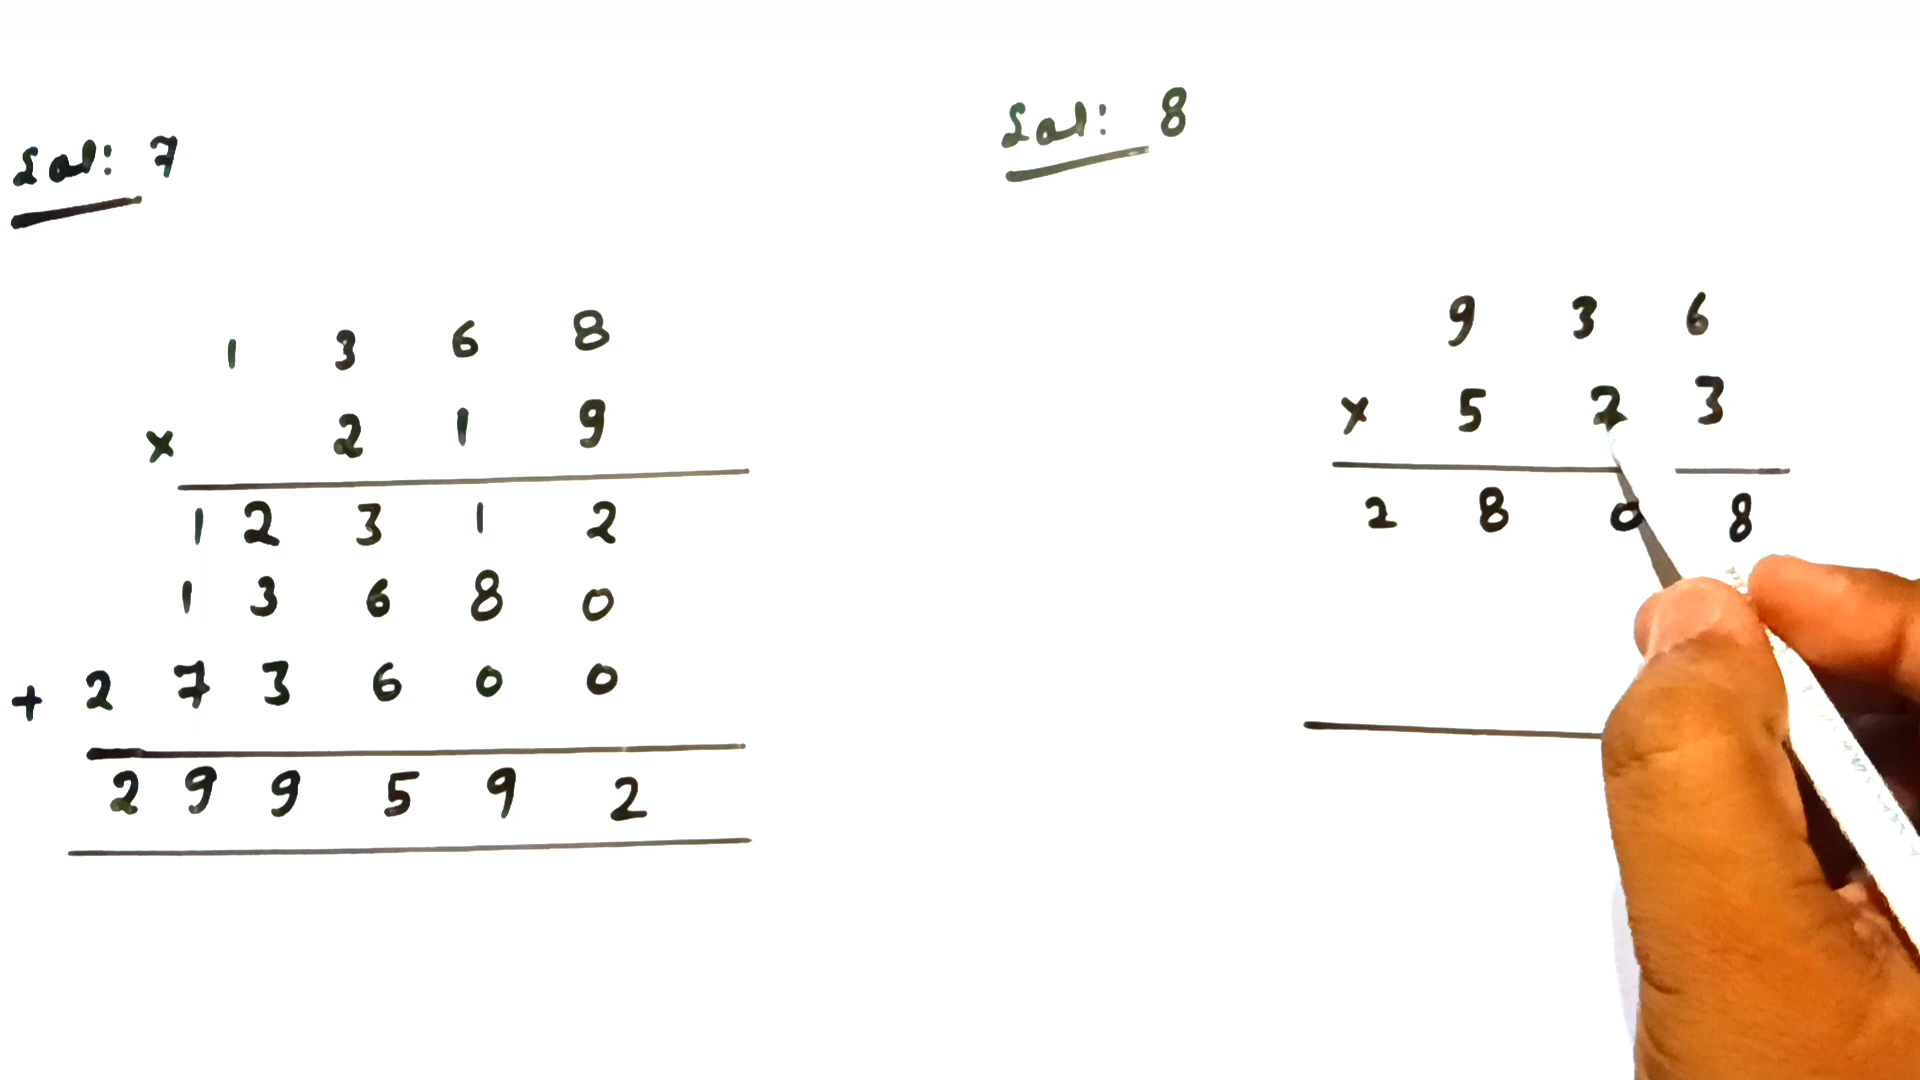 Sol: 7
1 3 6 8
x 2 1 9
1 2 3 1 2
1 3 6 8 0
+ 2 7 3 6 0 0
2 9 9 5 9 2
Sol: 8
9 3 6
x 5 2 3
2 8 0 8